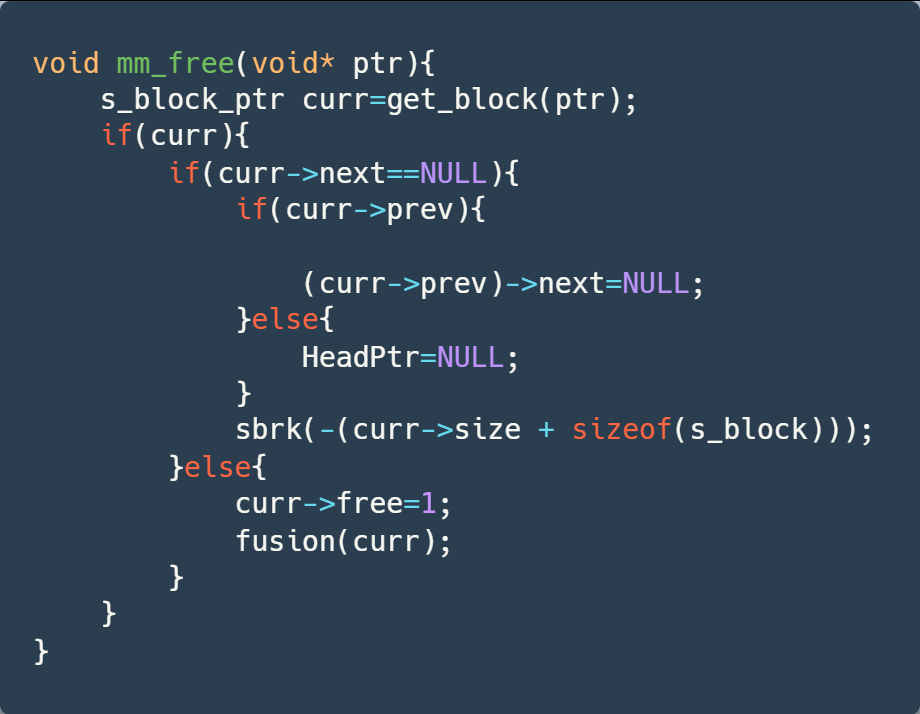 void mm_free(void* ptr){
    s_block_ptr curr=get_block(ptr);
    if(curr){
        if(curr->next==NULL){
            if(curr->prev){

                (curr->prev)->next=NULL;
            }else{
                HeadPtr=NULL;
            }
            sbrk(-(curr->size + sizeof(s_block)));
        }else{
            curr->free=1;
            fusion(curr);
        }
    }
}